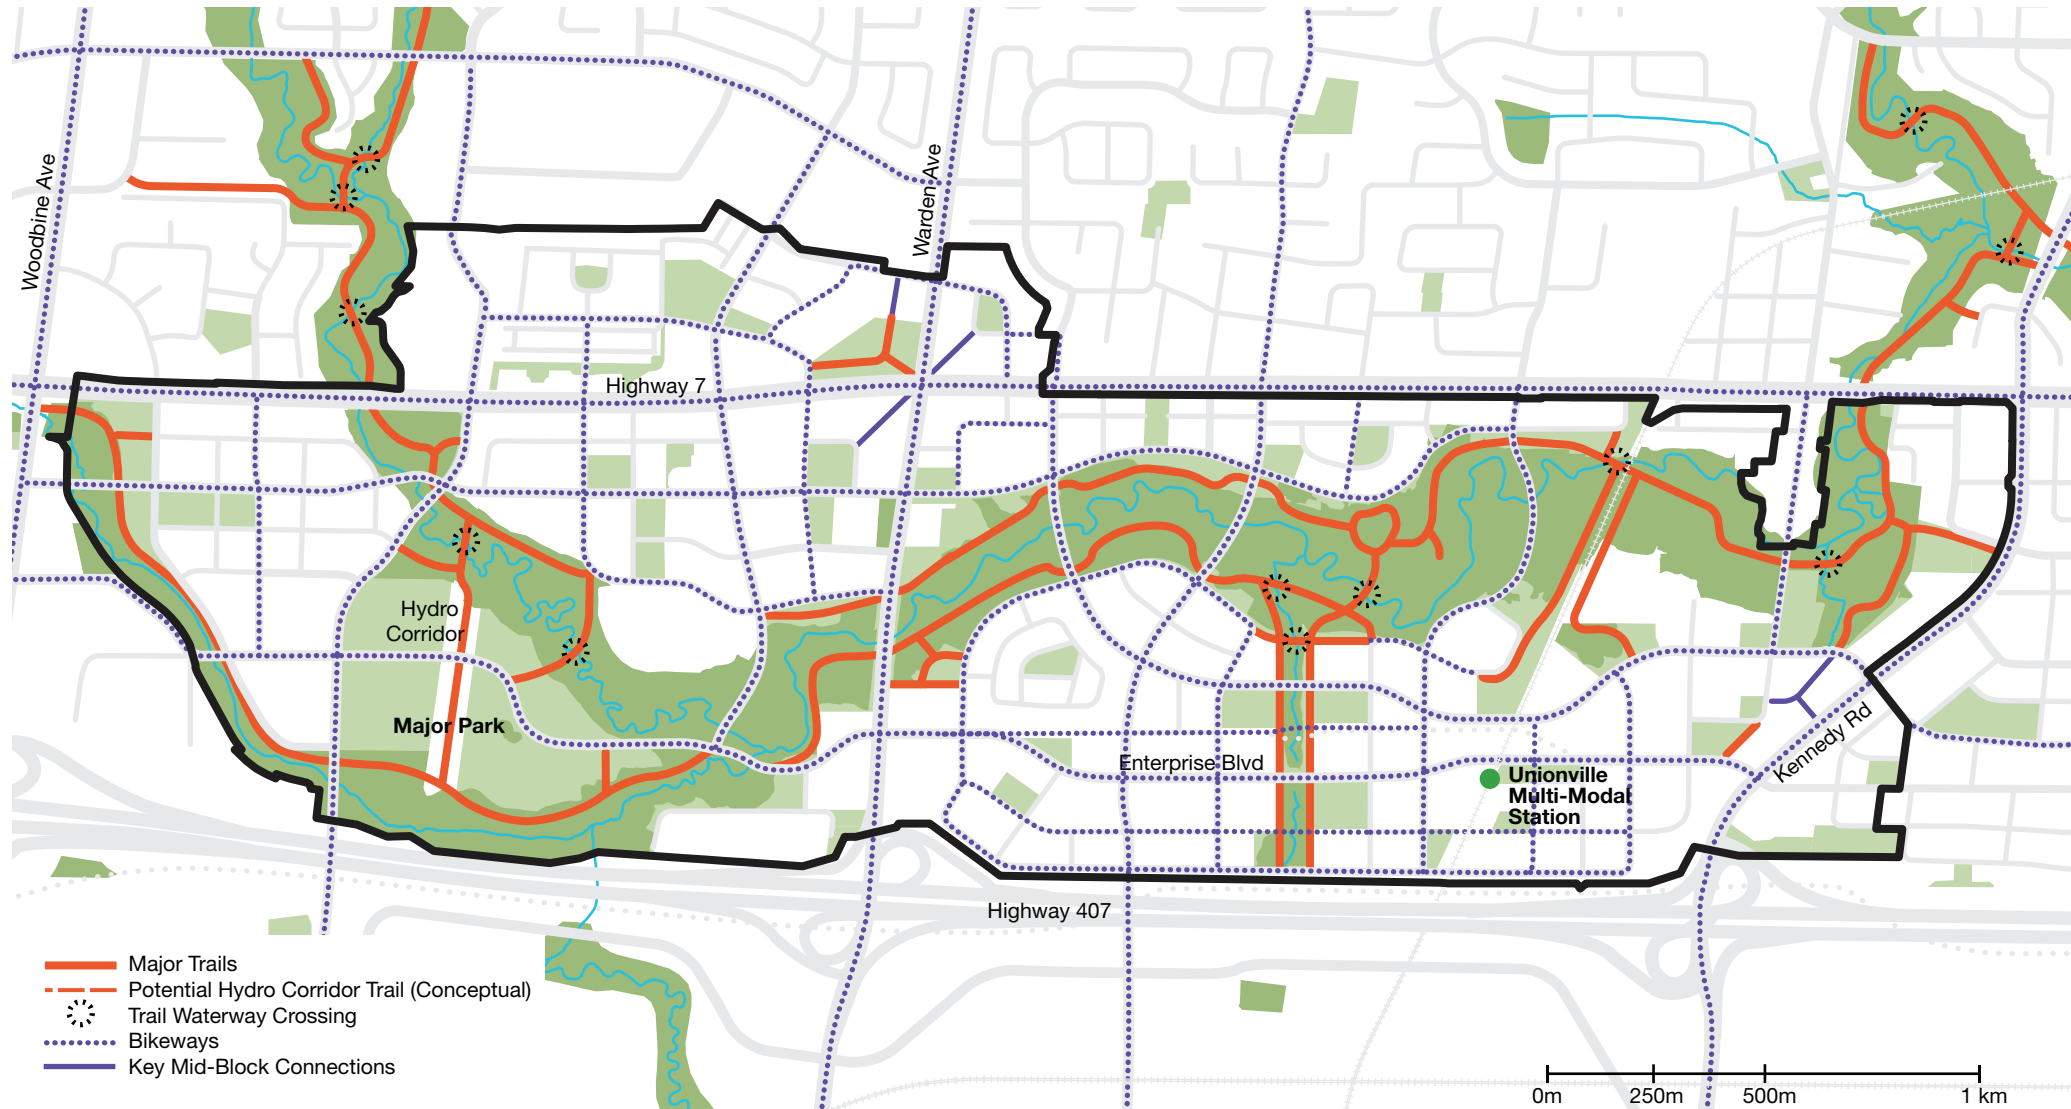 Woodbine Ave
Warden Ave
Highway 7
Hydro
Corridor
Major Park
Enterprise Blvd
Unionville
Multi-Modal
Station
Kennedy Rd
Highway 407
Major Trails
Potential Hydro Corridor Trail (Conceptual)
Trail Waterway Crossing
Bikeways
Key Mid-Block Connections
0m 250m 500m 1 km